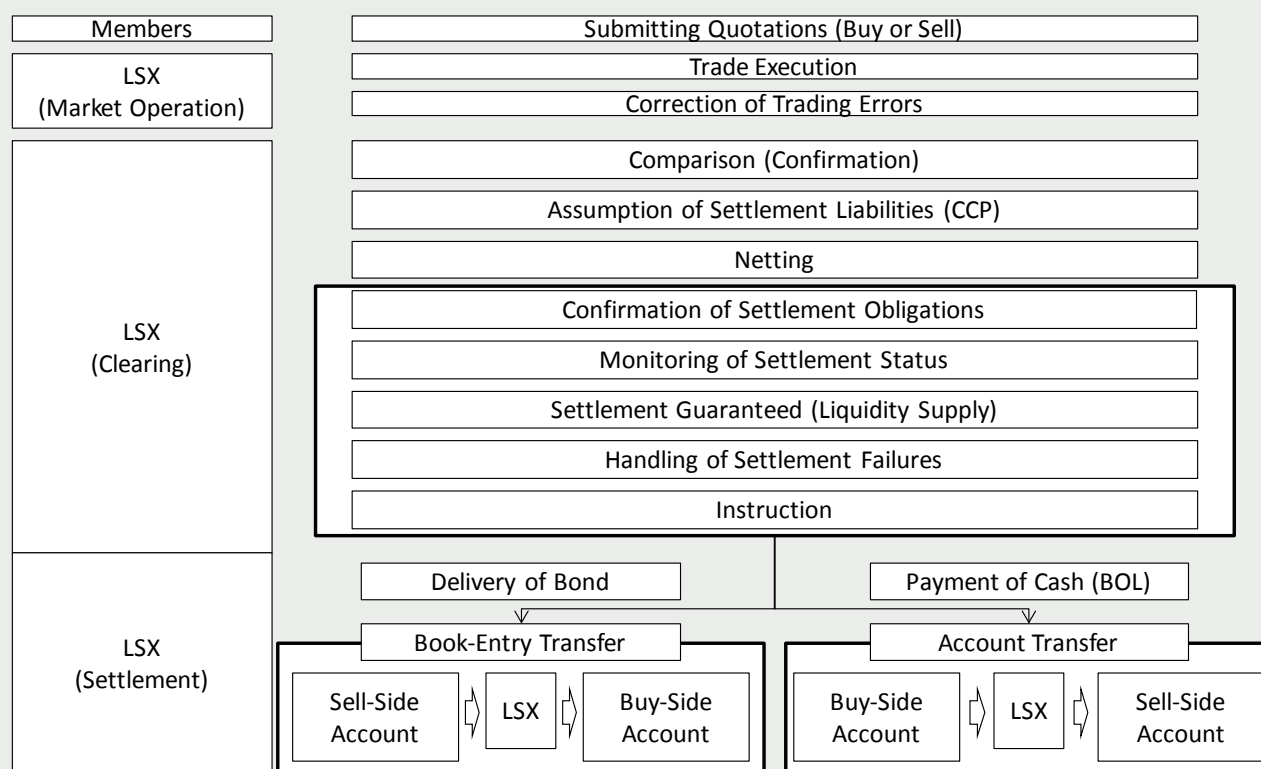 Members
Submitting Quotations (Buy or Sell)
LSX
(Market Operation)
Trade Execution
Correction of Trading Errors
LSX
(Clearing)
Comparison (Confirmation)
Assumption of Settlement Liabilities (CCP)
Netting
Confirmation of Settlement Obligations
Monitoring of Settlement Status
Settlement Guaranteed (Liquidity Supply)
Handling of Settlement Failures
Instruction
LSX
(Settlement)
Delivery of Bond
Payment of Cash (BOL)
Book-Entry Transfer
Account Transfer
Sell-Side
Account
LSX
Buy-Side
Account
Buy-Side
Account
LSX
Sell-Side
Account